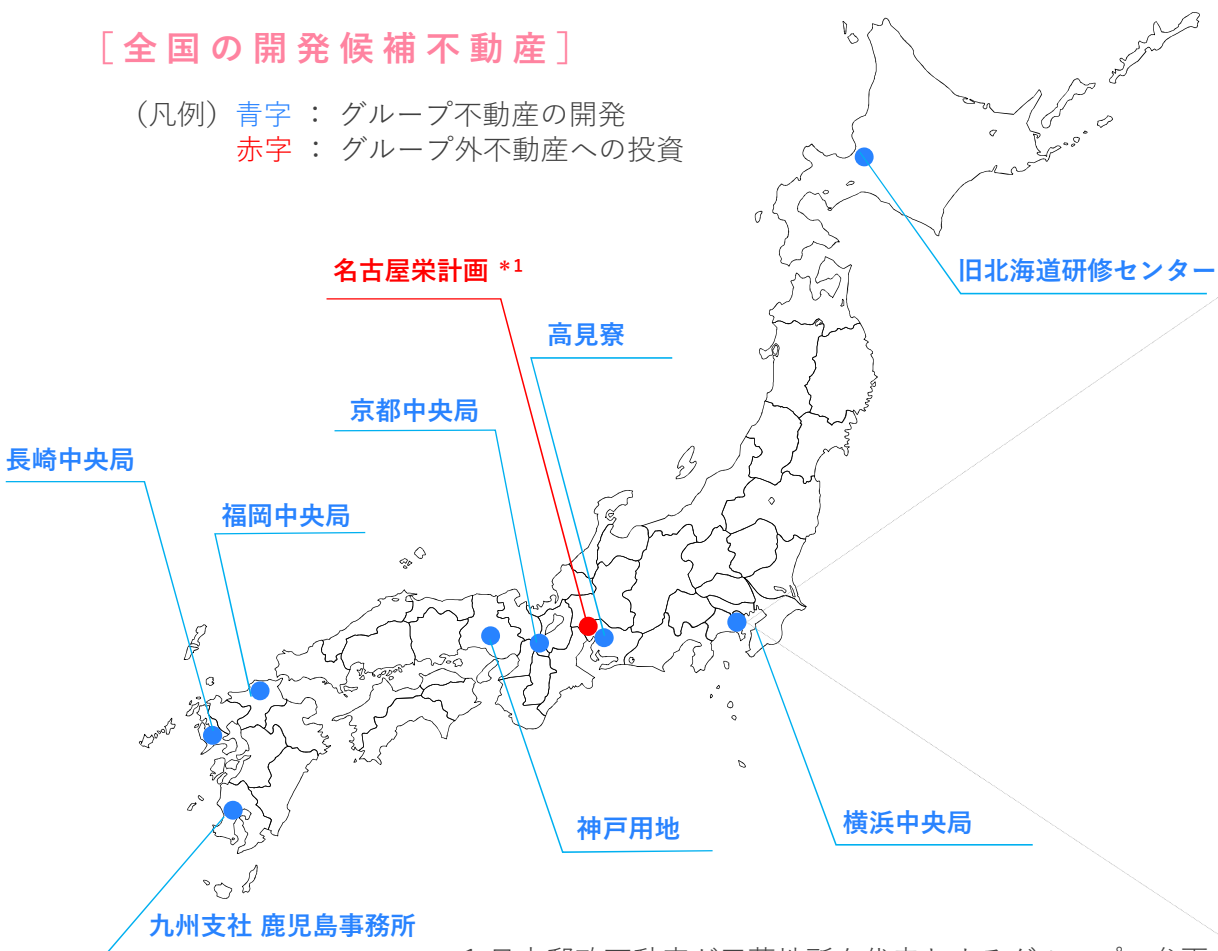 ［全国の開発候補不動産］
（凡例）青字 ： グループ不動産の開発
赤字 ： グループ外不動産への投資
名古屋栄計画 *1
旧北海道研修センター
高見寮
京都中央局
長崎中央局
福岡中央局
神戸用地
横浜中央局
九州支社 鹿児島事務所